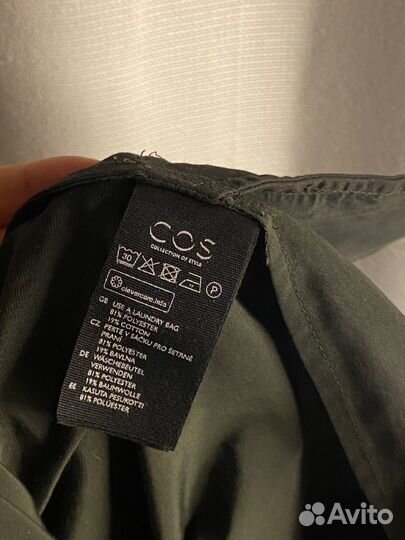 COS
COLLECTION OF STYLE
30
P
clevercare.info
GB USE A LAUNDRY BAG
81% POLYESTER
19% COTTON
CZ PERTE V SÁČKU PRO ŠETRNÉ
PRANÍ
81% POLYESTER
19% BAVLNA
DE WÄSCHEBEUTEL
VERWENDEN
81% POLYESTER
19% BAUMWOLLE
EE KASUTA PESUKOTTI
81% POLÜESTER
Avito